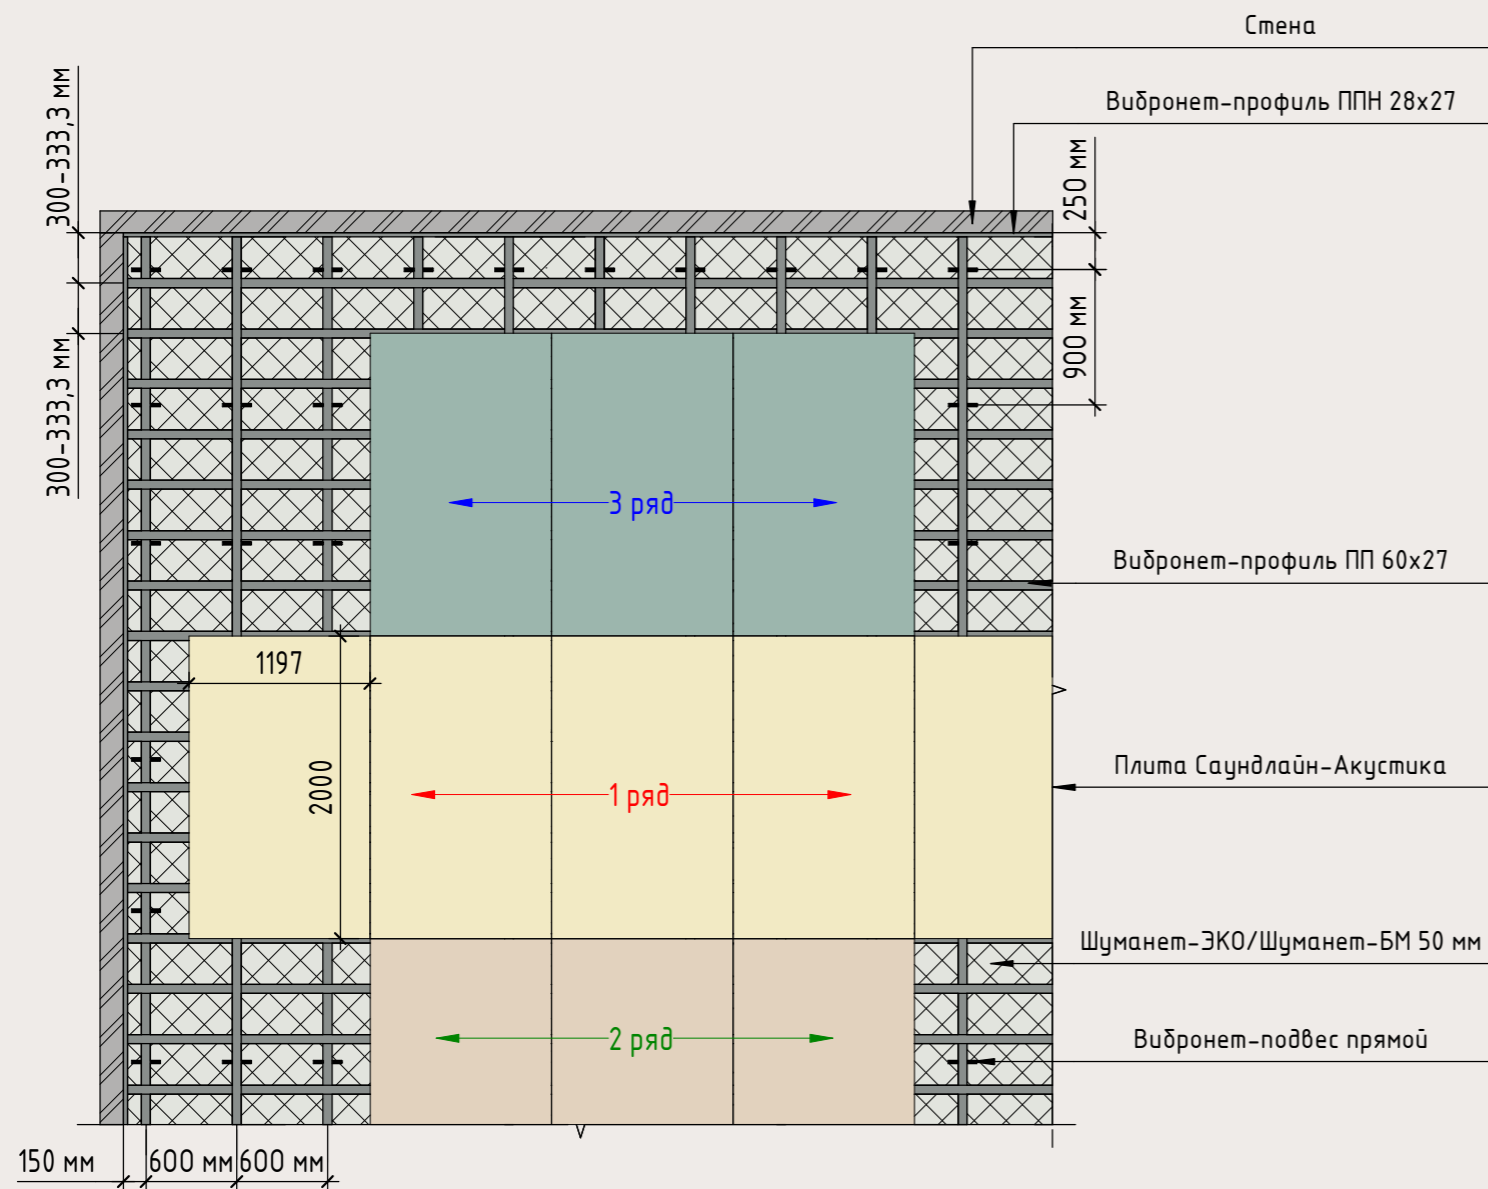 Стена
Вибронет-профиль ППН 28х27
300-333,3 мм
250 мм
300-333,3 мм
900 мм
3 ряд
Вибронет-профиль ПП 60х27
1197
2000
1 ряд
Плита Саундлайн-Акустика
Шуманет-ЭКО/Шуманет-БМ 50 мм
2 ряд
Вибронет-подвес прямой
150 мм 600 мм 600 мм